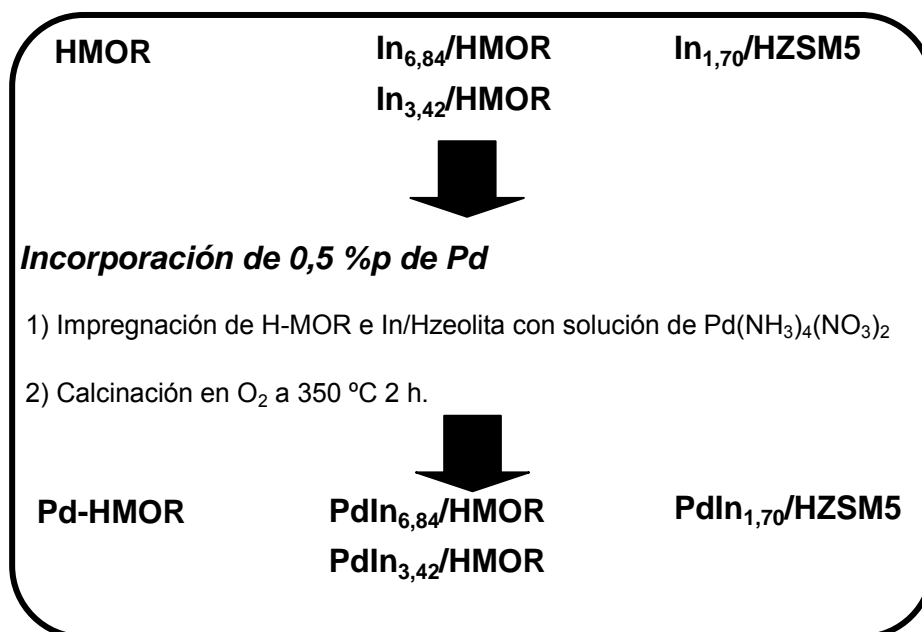 HMOR In₆,₈₄/HMOR In₁,₇₀/HZSM5
In₃,₄₂/HMOR
Incorporación de 0,5 %p de Pd
1) Impregnación de H-MOR e In/Hzeolita con solución de Pd(NH₃)₄(NO₃)₂
2) Calcinación en O₂ a 350 ºC 2 h.
Pd-HMOR PdIn₆,₈₄/HMOR PdIn₁,₇₀/HZSM5
PdIn₃,₄₂/HMOR